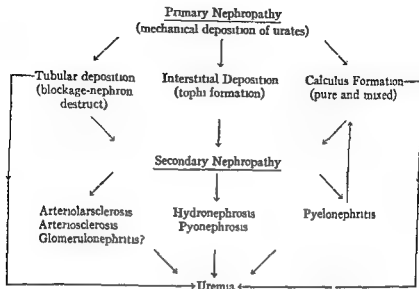 Primary Nephropathy
(mechanical deposition of urates)
Tubular deposition
(blockage-nephron
destruct)
Interstitial Deposition
(tophi formation)
Calculus Formation
(pure and mixed)
Secondary Nephropathy
Arteriolarsclerosis
Arteriosclerosis
Glomerulonephritis?
Hydronephrosis
Pyonephrosis
Pyelonephritis
Uremia